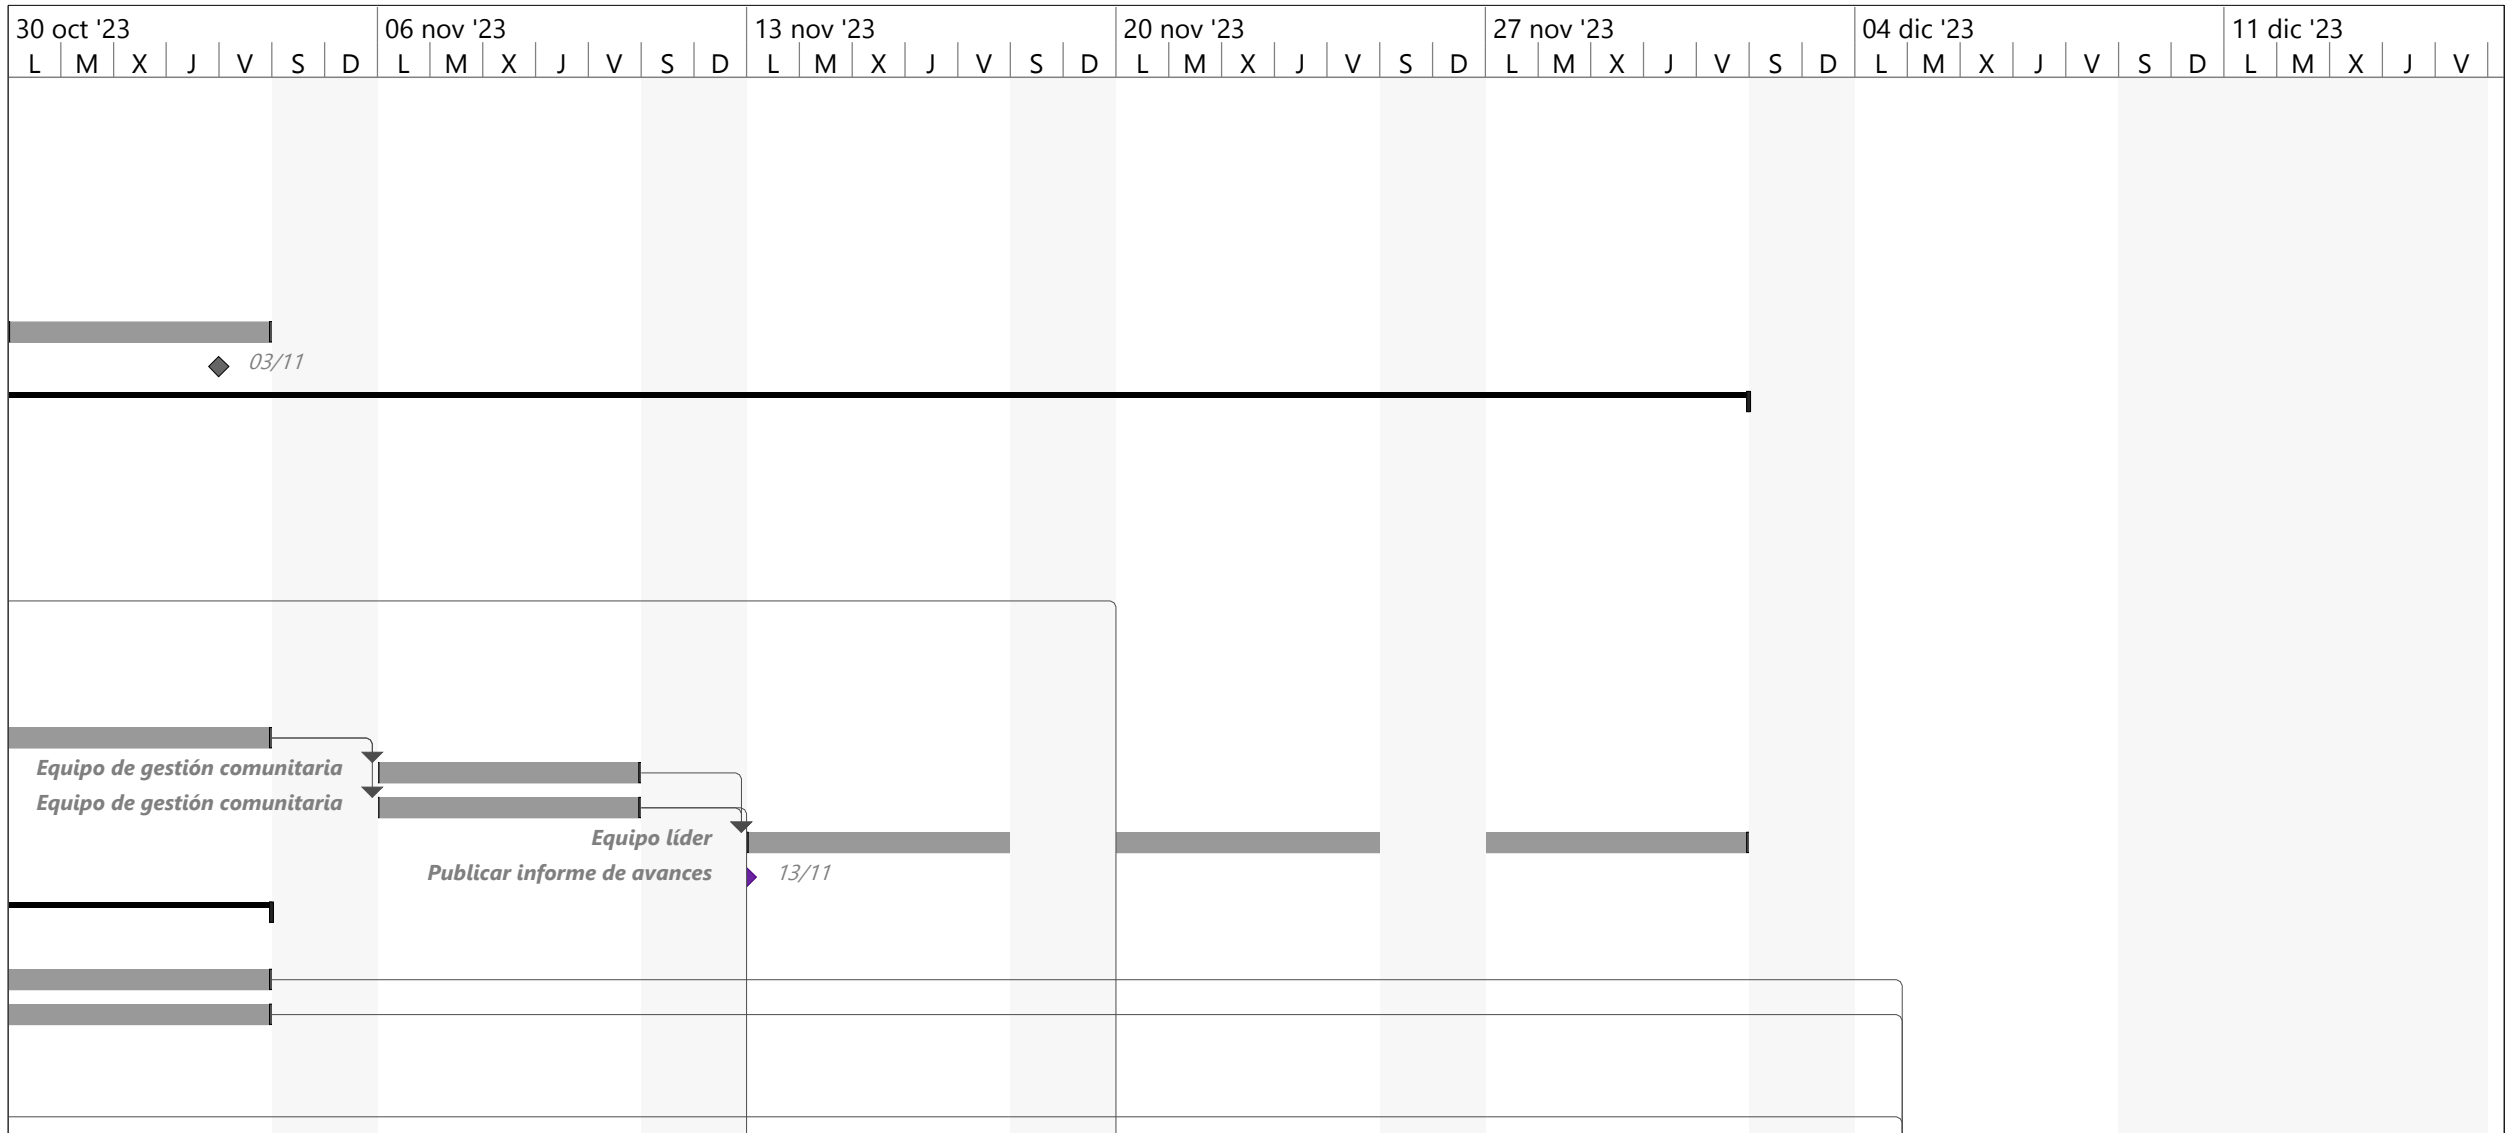 30 oct '23 06 nov '23 13 nov '23 20 nov '23 27 nov '23 04 dic '23 11 dic '23
L M X J V S D L M X J V S D L M X J V S D L M X J V S D L M X J V S D L M X J V S D L M X J V
03/11
Equipo de gestión comunitaria
Equipo de gestión comunitaria
Equipo líder
Publicar informe de avances 13/11